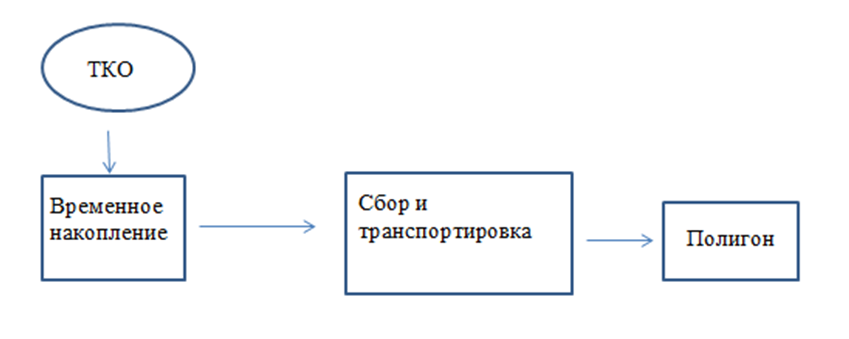 ТКО
Временное
накопление
Сбор и
транспортировка
Полигон